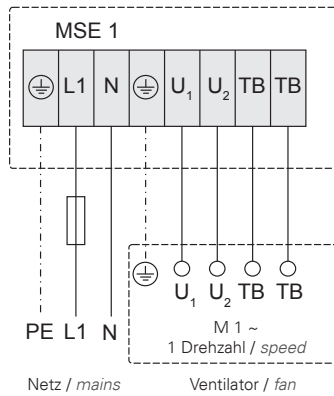 MSE 1
L1 N U₁ U₂ TB TB
U₁ U₂ TB TB
PE L1 N
M 1 ~
1 Drehzahl / speed
Netz / mains Ventilator / fan